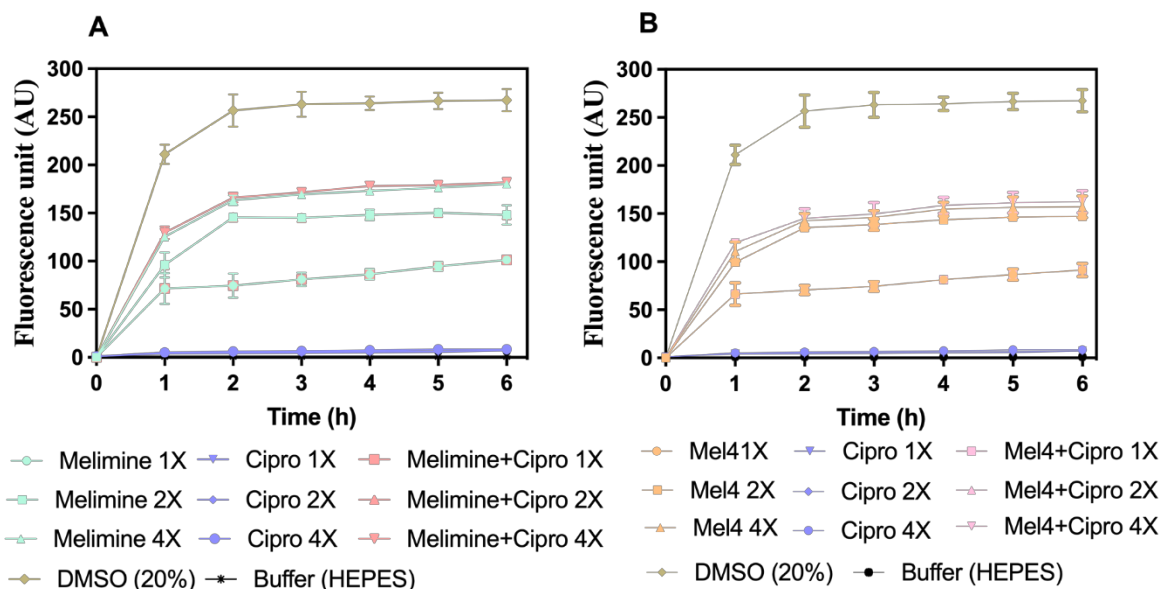 A
Fluorescence unit (AU)
300
250
200
150
100
50
0
0 1 2 3 4 5 6
Time (h)
Melimine 1X Cipro 1X Melimine+Cipro 1X
Melimine 2X Cipro 2X Melimine+Cipro 2X
Melimine 4X Cipro 4X Melimine+Cipro 4X
DMSO (20%) Buffer (HEPES)
B
Fluorescence unit (AU)
300
250
200
150
100
50
0
0 1 2 3 4 5 6
Time (h)
Mel41X Cipro 1X Mel4+Cipro 1X
Mel4 2X Cipro 2X Mel4+Cipro 2X
Mel4 4X Cipro 4X Mel4+Cipro 4X
DMSO (20%) Buffer (HEPES)